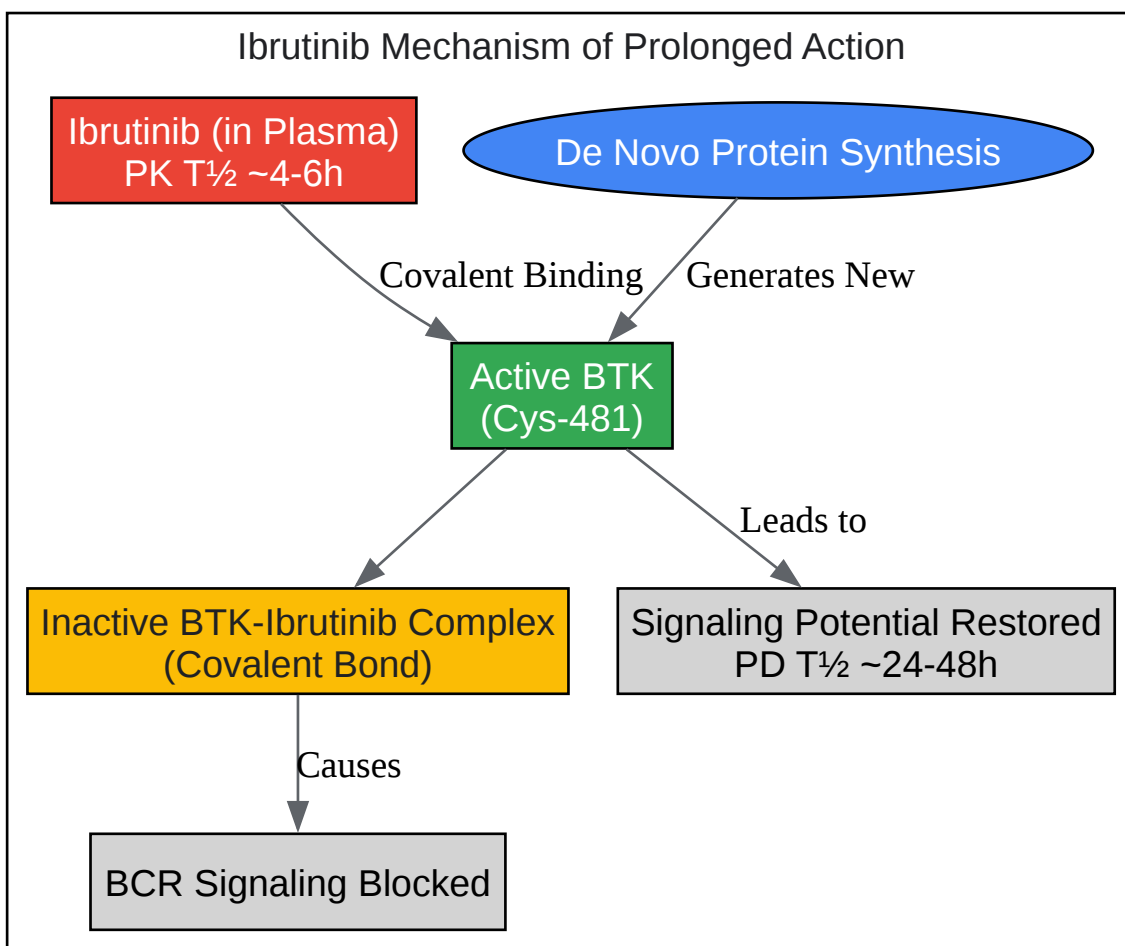 Ibrutinib Mechanism of Prolonged Action
Ibrutinib (in Plasma)
PK T½ ~4-6h
De Novo Protein Synthesis
Covalent Binding
Generates New
Active BTK
(Cys-481)
Leads to
Inactive BTK-Ibrutinib Complex
(Covalent Bond)
Signaling Potential Restored
PD T½ ~24-48h
Causes
BCR Signaling Blocked